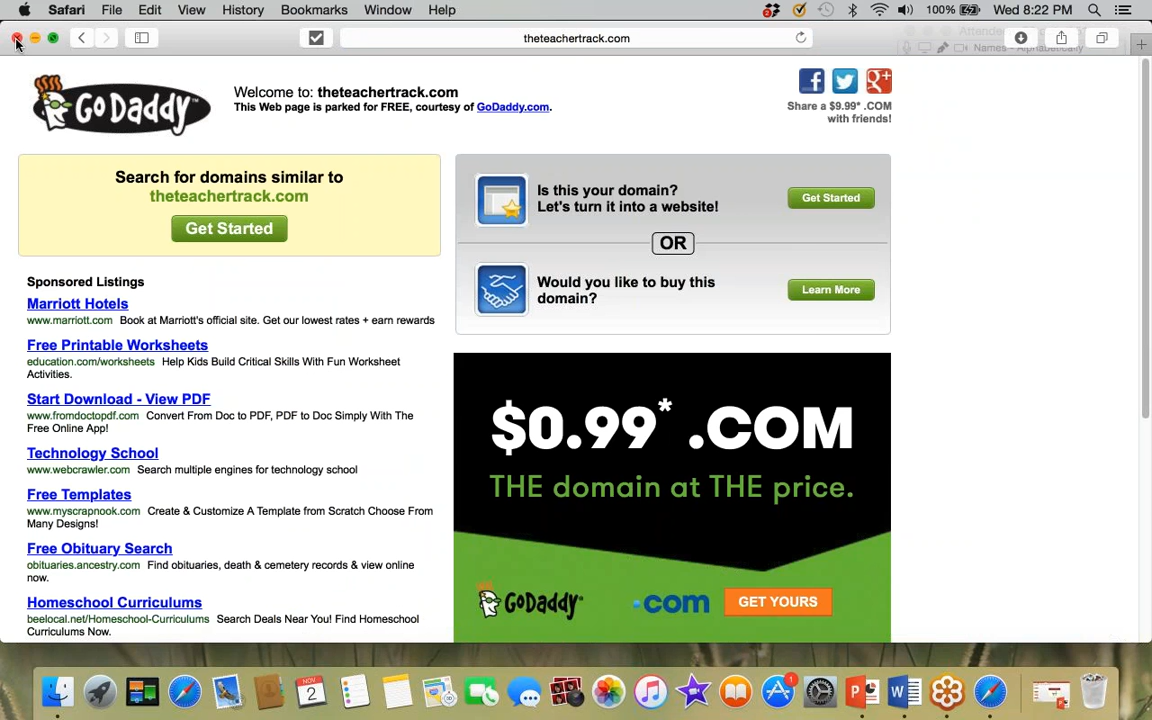 Safari File Edit View History Bookmarks Window Help 100% Wed 8:22 PM
theteachertrack.com
Names - Alphabetically
GO DADDY™
Welcome to: theteachertrack.com
This Web page is parked for FREE, courtesy of GoDaddy.com.
Share a $9.99* .COM
with friends!
Search for domains similar to
theteachertrack.com
Get Started
Is this your domain?
Let's turn it into a website!
Get Started
OR
Would you like to buy this
domain?
Learn More
Sponsored Listings
Marriott Hotels
www.marriott.com Book at Marriott's official site. Get our lowest rates + earn rewards
Free Printable Worksheets
education.com/worksheets Help Kids Build Critical Skills With Fun Worksheet
Activities.
Start Download - View PDF
www.fromdoctopdf.com Convert From Doc to PDF, PDF to Doc Simply With The
Free Online App!
Technology School
www.webcrawler.com Search multiple engines for technology school
Free Templates
www.myscrapnook.com Create & Customize A Template from Scratch Choose From
Many Designs!
Free Obituary Search
obituaries.ancestry.com Find obituaries, death & cemetery records & view online
now.
Homeschool Curriculums
beelocal.net/Homeschool-Curriculums Search Deals Near You! Find Homeschool
Curriculums Now.
$0.99* .COM
THE domain at THE price.
GODADDY .com GET YOURS
NOV
2
1